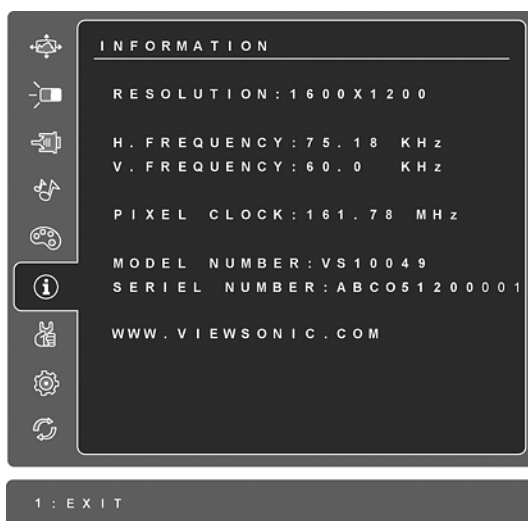 INFORMATION
RESOLUTION:1600X1200
H.FREQUENCY:75.18 KHz
V.FREQUENCY:60.0 KHz
PIXEL CLOCK:161.78 MHz
MODEL NUMBER:VS10049
SERIEL NUMBER:ABCO51200001
WWW.VIEWSONIC.COM
1:EXIT